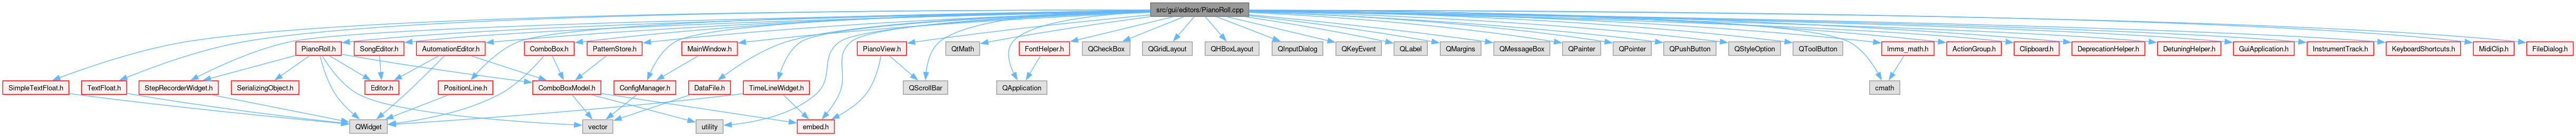 src/gui/editors/PianoRoll.cpp
PianoRoll.h SongEditor.h AutomationEditor.h ComboBox.h PatternStore.h MainWindow.h PianoView.h QtMath FontHelper.h QCheckBox QGridLayout QHBoxLayout QInputDialog QKeyEvent QLabel QMargins QMessageBox QPainter QPointer QPushButton QStyleOption QToolButton lmms_math.h ActionGroup.h Clipboard.h DeprecationHelper.h DetuningHelper.h GuiApplication.h InstrumentTrack.h KeyboardShortcuts.h MidiClip.h FileDialog.h
SimpleTextFloat.h TextFloat.h StepRecorderWidget.h SerializingObject.h Editor.h PositionLine.h ComboBoxModel.h ConfigManager.h DataFile.h TimeLineWidget.h QScrollBar QApplication cmath
QWidget vector utility embed.h